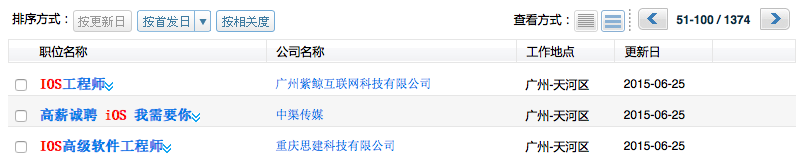 排序方式： 按更新日 按首发日 按相关度 查看方式： 51-100 / 1374
职位名称 公司名称 工作地点 更新日
IOS工程师 广州紫鲸互联网科技有限公司 广州-天河区 2015-06-25
高薪诚聘 iOS 我需要你 中渠传媒 广州-天河区 2015-06-25
IOS高级软件工程师 重庆思建科技有限公司 广州-天河区 2015-06-25